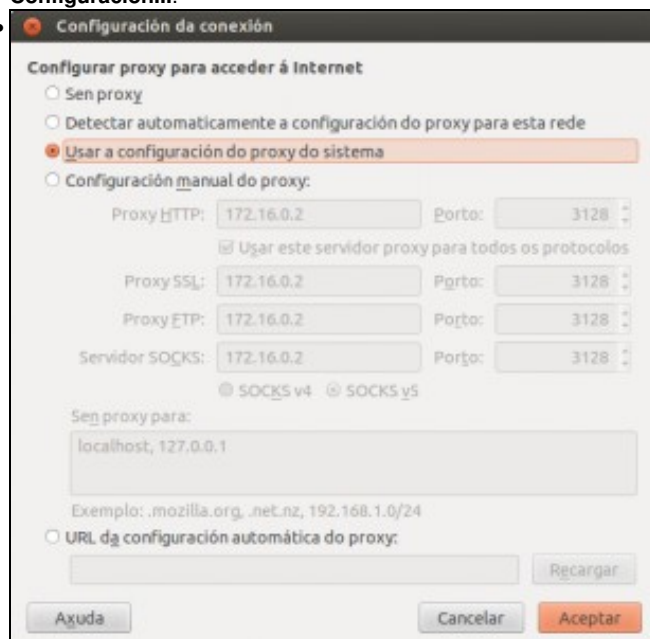 Configuración...
Configuración da conexión
Configurar proxy para acceder á Internet
Sen proxy
Detectar automaticamente a configuración do proxy para esta rede
Usar a configuración do proxy do sistema
Configuración manual do proxy:
Proxy HTTP: 172.16.0.2 Porto: 3128
Usar este servidor proxy para todos os protocolos
Proxy SSL: 172.16.0.2 Porto: 3128
Proxy FTP: 172.16.0.2 Porto: 3128
Servidor SOCKS: 172.16.0.2 Porto: 3128
SOCKS v4 SOCKS v5
Sen proxy para:
localhost, 127.0.0.1
Exemplo: .mozilla.org, .net.nz, 192.168.1.0/24
URL da configuración automática do proxy:
Recargar
Axuda Cancelar Aceptar